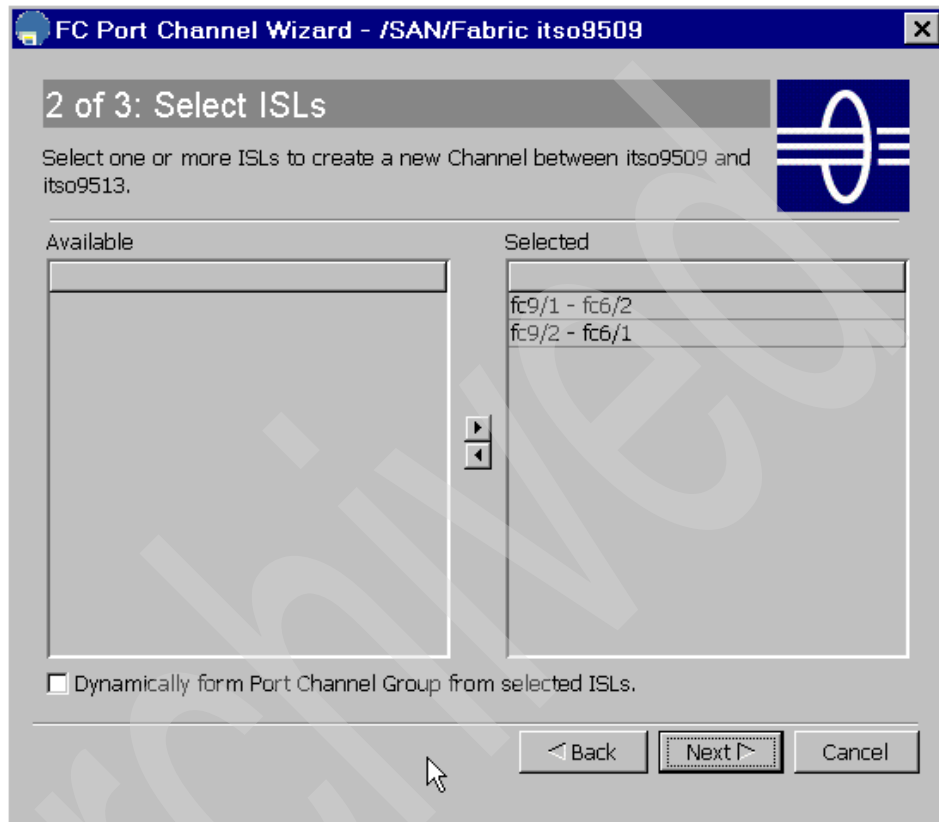 FC Port Channel Wizard - /SAN/Fabric itso9509
2 of 3: Select ISLs
Select one or more ISLs to create a new Channel between itso9509 and
itso9513.
Available
Selected
fc9/1 - fc6/2
fc9/2 - fc6/1
Dynamically form Port Channel Group from selected ISLs.
Back
Next
Cancel